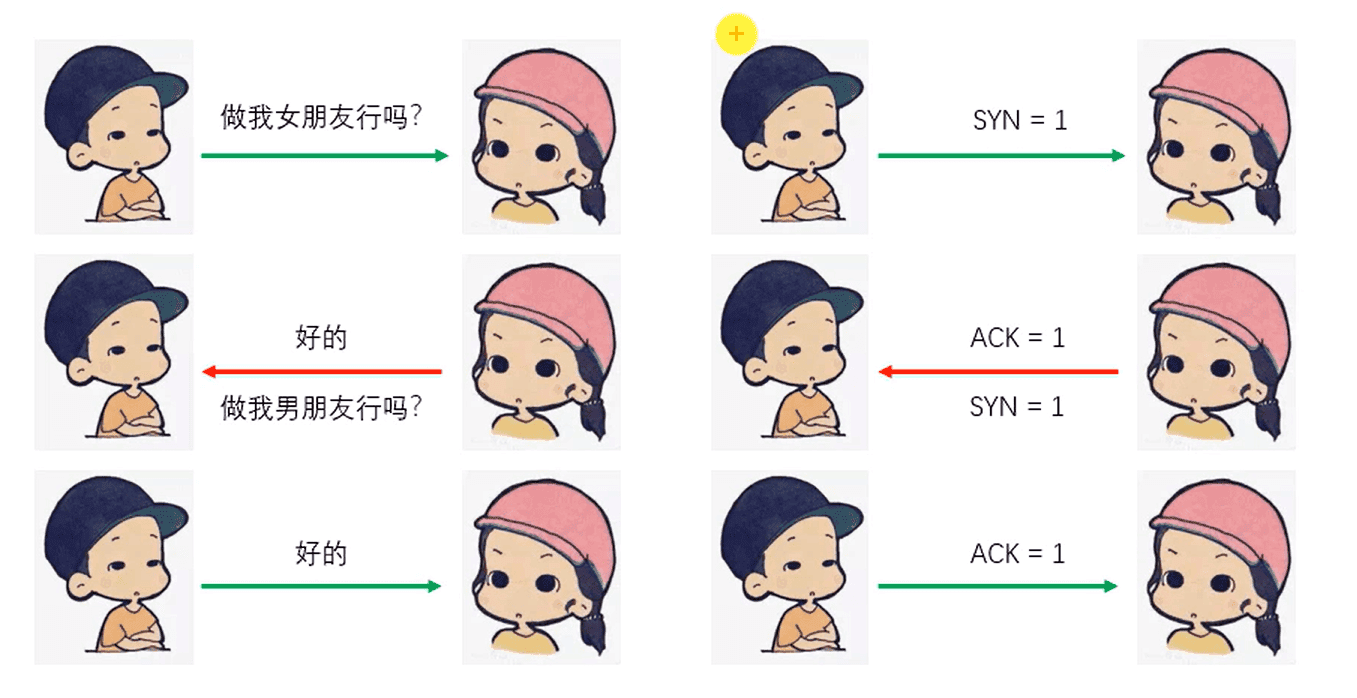 做我女朋友行吗？
SYN = 1
好的
做我男朋友行吗？
ACK = 1
SYN = 1
好的
ACK = 1